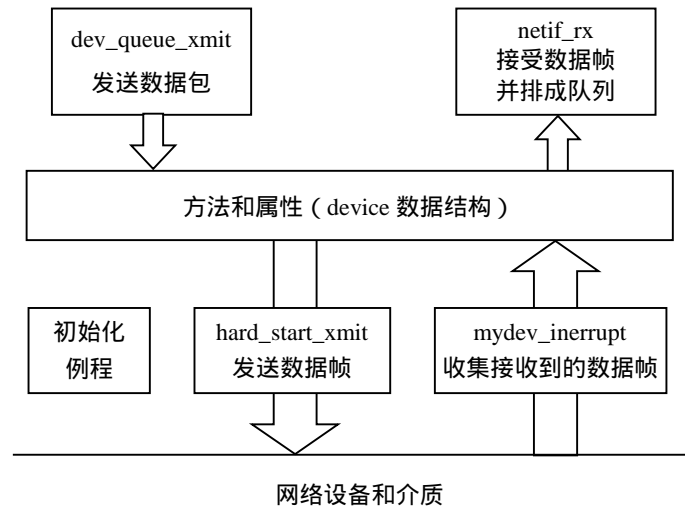 dev_queue_xmit
发送数据包
netif_rx
接受数据帧
并排成队列
方法和属性（device 数据结构）
初始化
例程
hard_start_xmit
发送数据帧
mydev_inerrupt
收集接收到的数据帧
网络设备和介质